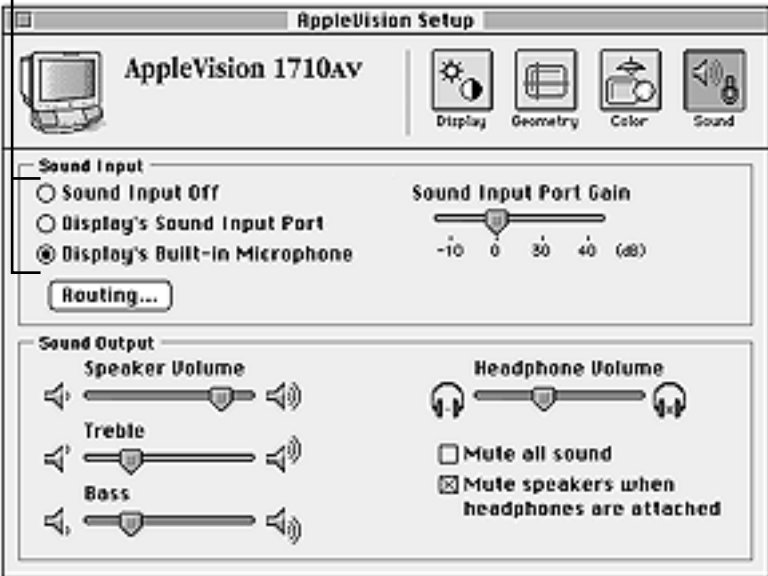 AppleVision Setup
AppleVision 1710AV
Display
Geometry
Color
Sound
Sound Input
Sound Input Off
Display's Sound Input Port
Display's Built-in Microphone
Routing...
Sound Input Port Gain
-10 0 30 40 (dB)
Sound Output
Speaker Volume
Treble
Bass
Headphone Volume
Mute all sound
Mute speakers when
headphones are attached